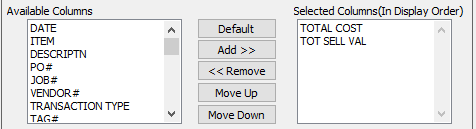 Available Columns
Selected Columns(In Display Order)
DATE
ITEM
DESCRIPTN
PO#
JOB#
VENDOR#
TRANSACTION TYPE
TAG#
Default
Add >>
<< Remove
Move Up
Move Down
TOTAL COST
TOT SELL VAL